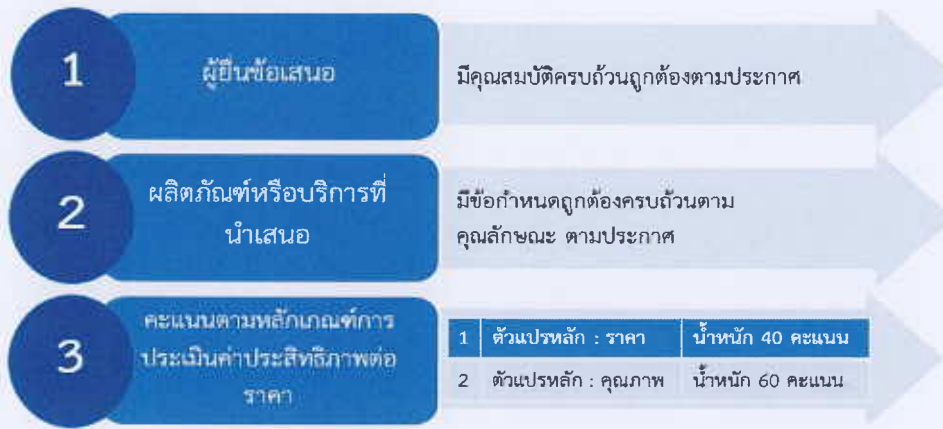 1
ผู้ยื่นข้อเสนอ
มีคุณสมบัติครบถ้วนถูกต้องตามประกาศ
2
ผลิตภัณฑ์หรือบริการที่
นำเสนอ
มีข้อกำหนดถูกต้องครบถ้วนตาม
คุณลักษณะ ตามประกาศ
3
คะแนนตามหลักเกณฑ์การ
ประเมินค่าประสิทธิภาพต่อ
ราคา
1 ตัวแปรหลัก : ราคา น้ำหนัก 40 คะแนน
2 ตัวแปรหลัก : คุณภาพ น้ำหนัก 60 คะแนน